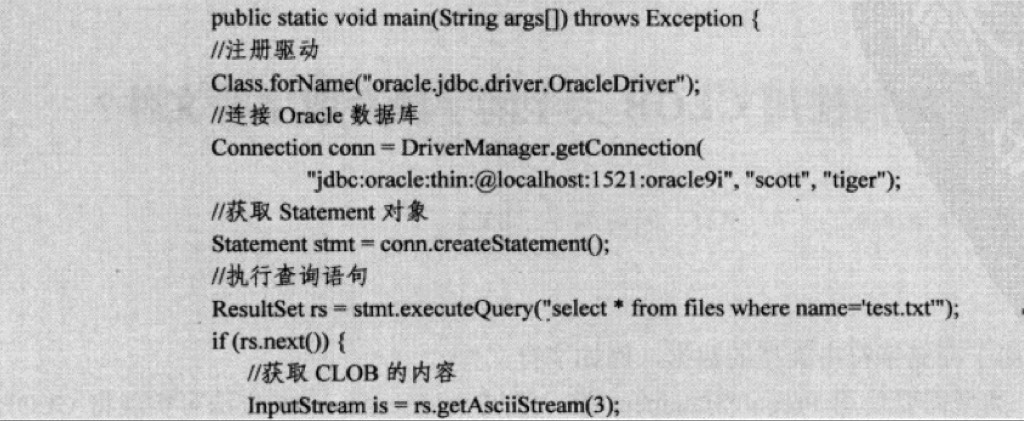 public static void main(String args[]) throws Exception {
//注册驱动
Class.forName("oracle.jdbc.driver.OracleDriver");
//连接 Oracle 数据库
Connection conn = DriverManager.getConnection(
"jdbc:oracle:thin:@localhost:1521:oracle9i", "scott", "tiger");
//获取 Statement 对象
Statement stmt = conn.createStatement();
//执行查询语句
ResultSet rs = stmt.executeQuery("select * from files where name='test.txt'");
if (rs.next()) {
//获取 CLOB 的内容
InputStream is = rs.getAsciiStream(3);